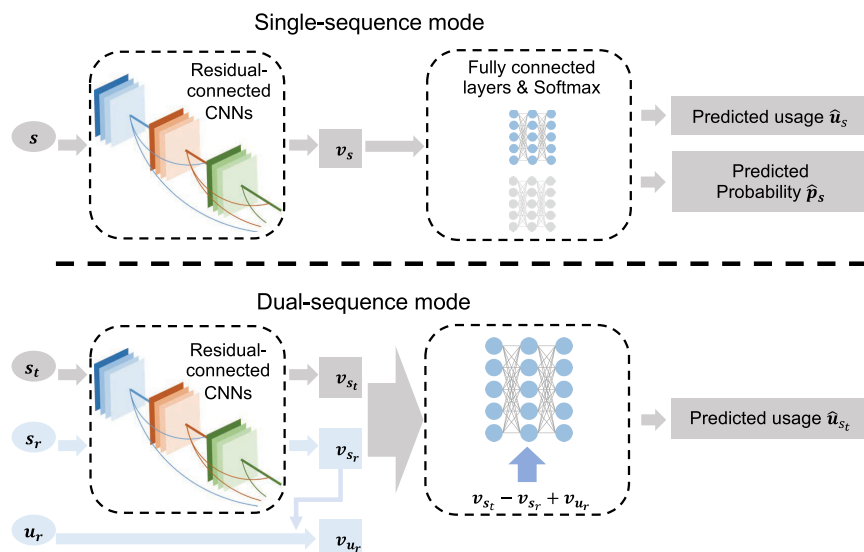 Single-sequence mode
Residual-
connected
CNNs
Fully connected
layers & Softmax
s
v_s
Predicted usage û_s
Predicted
Probability p̂_s
Dual-sequence mode
Residual-
connected
CNNs
s_t
v_{s_t}
s_r
v_{s_r}
Predicted usage û_{s_t}
v_{s_t} − v_{s_r} + v_{u_r}
u_r
v_{u_r}